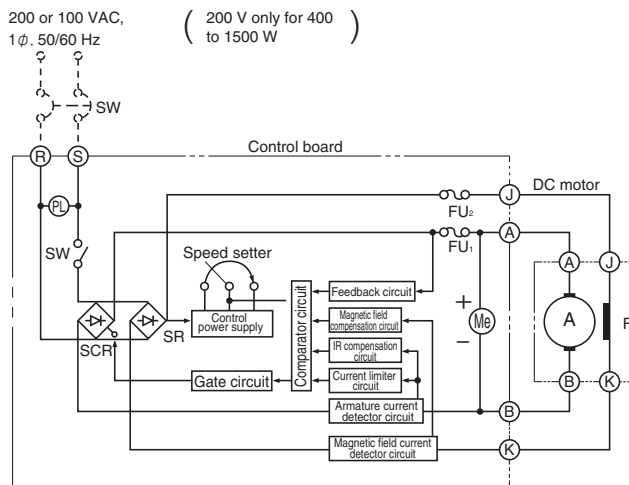 200 or 100 VAC,
1ϕ, 50/60 Hz
( 200 V only for 400
to 1500 W )
SW
R
S
Control board
PL
J
DC motor
FU₂
A
FU₁
SW
Speed setter
A
J
Feedback circuit
+
Me
−
A
F
Magnetic field
compensation circuit
Control
power supply
Comparator circuit
SCR
SR
IR compensation
circuit
Gate circuit
Current limiter
circuit
B
K
Armature current
detector circuit
B
Magnetic field current
detector circuit
K